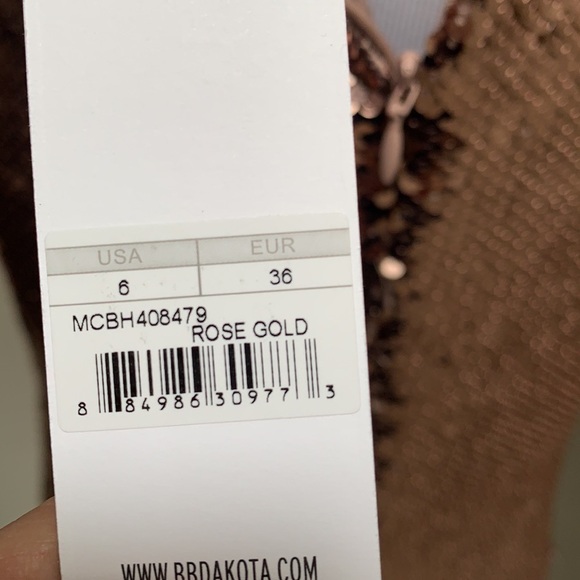 USA EUR
6 36
MCBH408479
ROSE GOLD
8 84986 30977 3
WWW.BBDAKOTA.COM